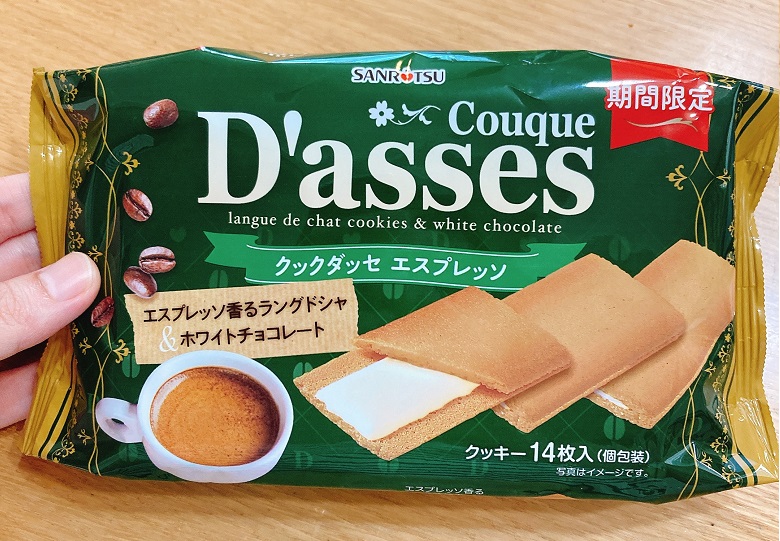 SANRITSU
期間限定
Couque
D'asses
langue de chat cookies & white chocolate
クックダッセ エスプレッソ
エスプレッソ香るラングドシャ
&ホワイトチョコレート
クッキー14枚入(個包装)
写真はイメージです。
エスプレッソ香る